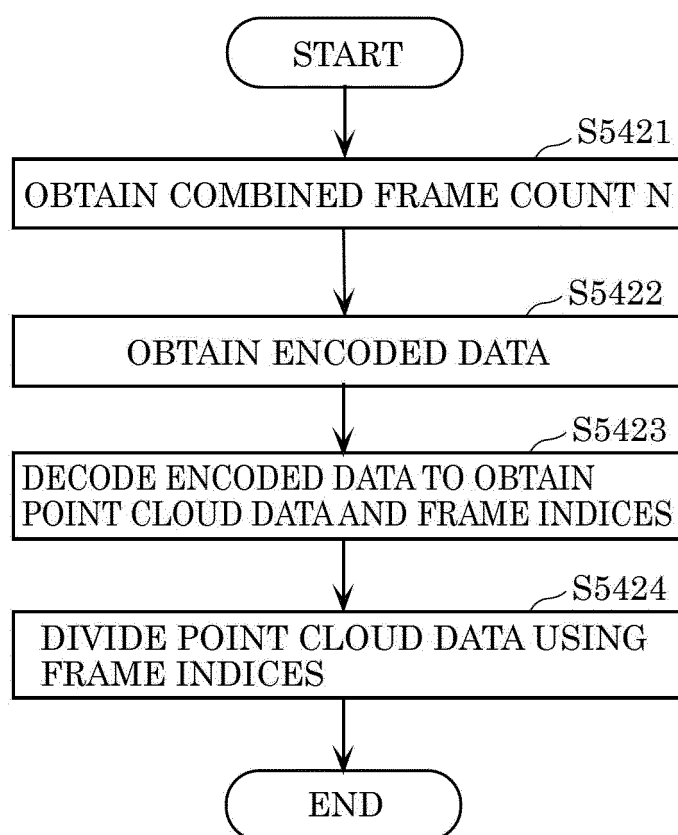 START
S5421
OBTAIN COMBINED FRAME COUNT N
S5422
OBTAIN ENCODED DATA
S5423
DECODE ENCODED DATA TO OBTAIN
POINT CLOUD DATA AND FRAME INDICES
S5424
DIVIDE POINT CLOUD DATA USING
FRAME INDICES
END